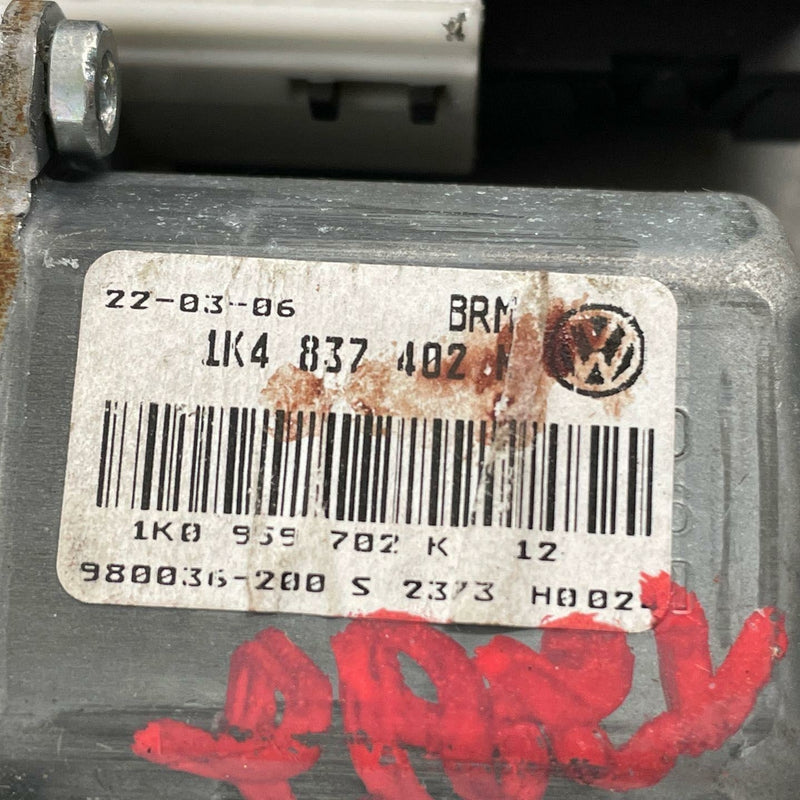 22-03-06 BRM
1K4 837 402
1K0 959 702 K 12
980036-200 S 2373 H002